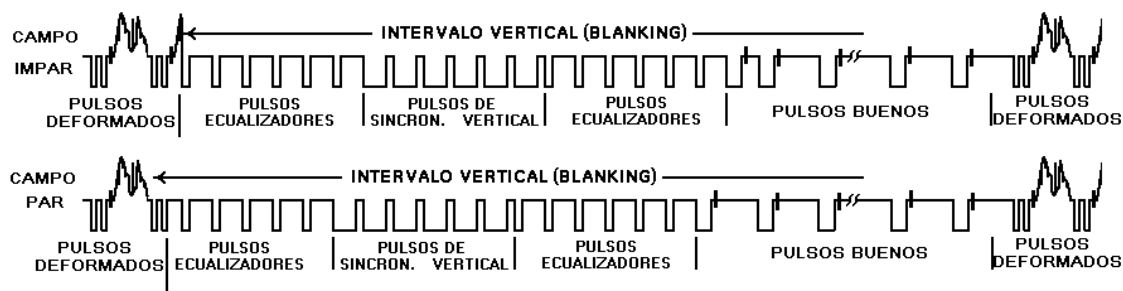 CAMPO
INTERVALO VERTICAL (BLANKING)
IMPAR
PULSOS
DEFORMADOS
PULSOS
ECUALIZADORES
PULSOS DE
SINCRON. VERTICAL
PULSOS
ECUALIZADORES
PULSOS BUENOS
PULSOS
DEFORMADOS
CAMPO
INTERVALO VERTICAL (BLANKING)
PAR
PULSOS
DEFORMADOS
PULSOS
ECUALIZADORES
PULSOS DE
SINCRON. VERTICAL
PULSOS
ECUALIZADORES
PULSOS BUENOS
PULSOS
DEFORMADOS